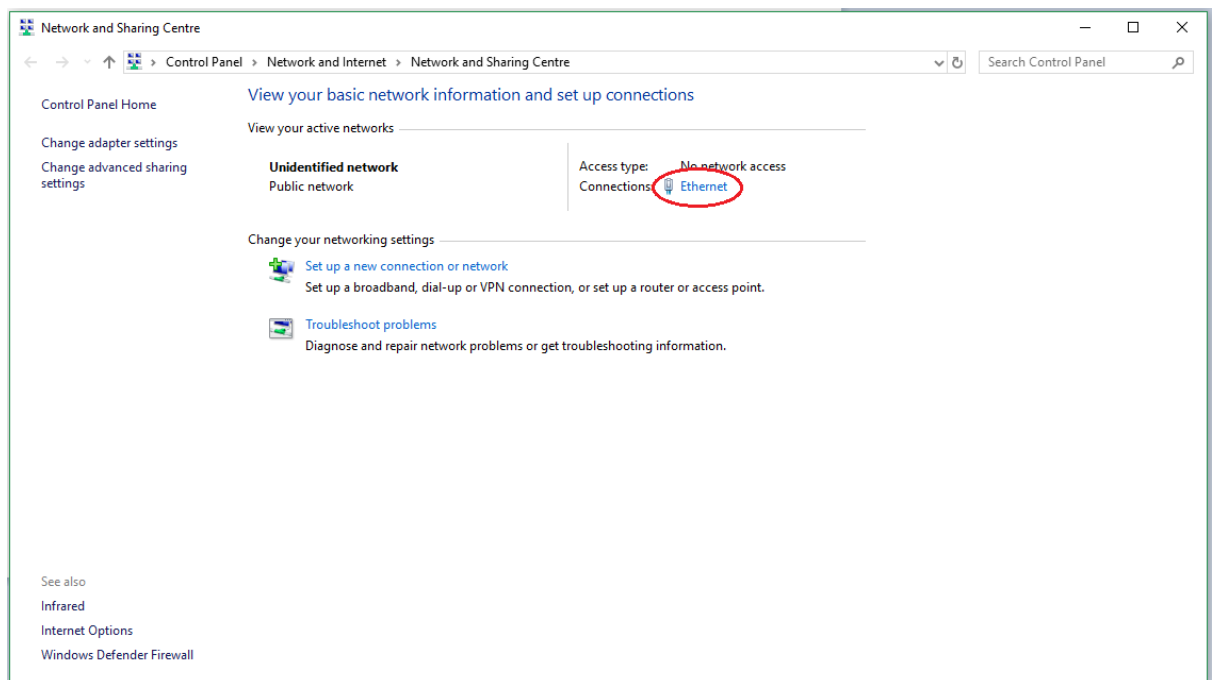 Network and Sharing Centre
Control Panel > Network and Internet > Network and Sharing Centre
Search Control Panel
Control Panel Home
Change adapter settings
Change advanced sharing
settings
View your basic network information and set up connections
View your active networks
Unidentified network
Public network
Access type: No network access
Connections: Ethernet
Change your networking settings
Set up a new connection or network
Set up a broadband, dial-up or VPN connection, or set up a router or access point.
Troubleshoot problems
Diagnose and repair network problems or get troubleshooting information.
See also
Infrared
Internet Options
Windows Defender Firewall